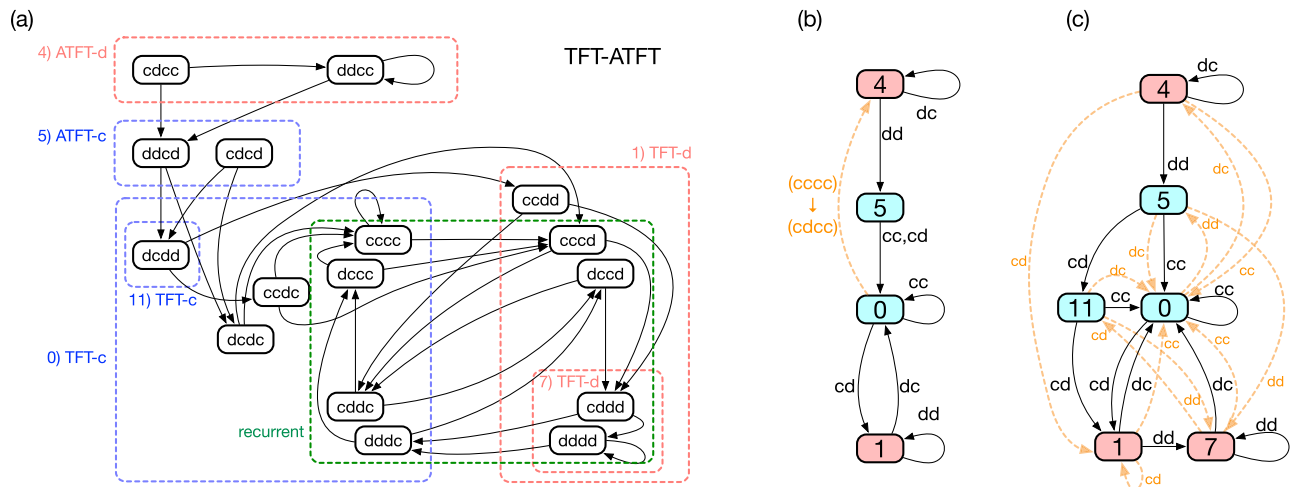 (a)
(b)
(c)
TFT-ATFT
4) ATFT-d
cdcc
ddcc
5) ATFT-c
ddcd
cdcd
1) TFT-d
ccdd
dcdd
cccc
cccd
dccc
dccd
11) TFT-c
ccdc
dcdc
0) TFT-c
7) TFT-d
cddc
cddd
recurrent
dddc
dddd
4
dc
dd
(cccc)
↓
(cdcc)
5
cc,cd
0
cc
cd
dc
dd
1
4
dc
dc
dd
5
dd
cd
cd
cc
cc
dc
11
cc
0
cc
cd
cc
cc
cd
cd
dc
dc
dd
dd
1
dd
7
dd
cd